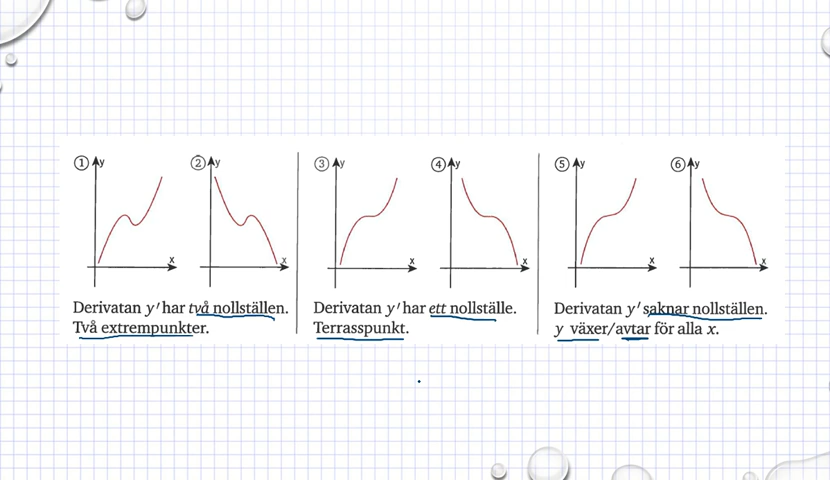 ① y
x
② y
x
Derivatan y' har två nollställen.
Två extrempunkter.
③ y
x
④ y
x
Derivatan y' har ett nollställe.
Terrasspunkt.
⑤ y
x
⑥ y
x
Derivatan y' saknar nollställen.
y växer/avtar för alla x.